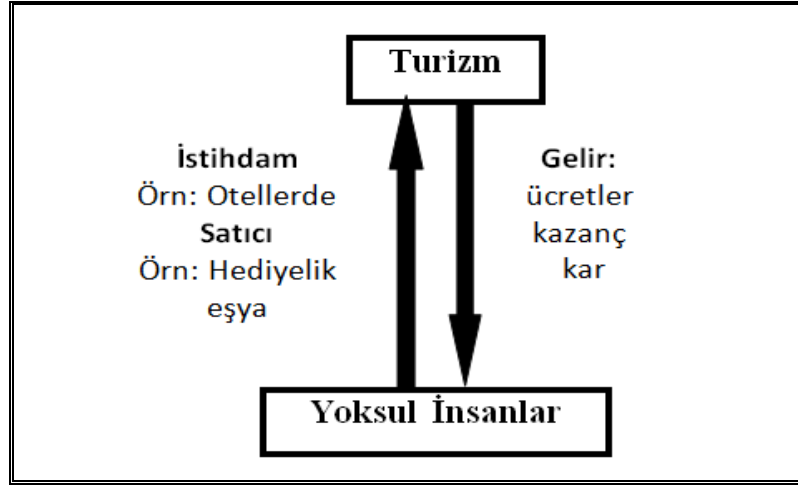 Turizm
İstihdam
Örn: Otellerde
Satıcı
Örn: Hediyelik
eşya
Gelir:
ücretler
kazanç
kar
Yoksul İnsanlar